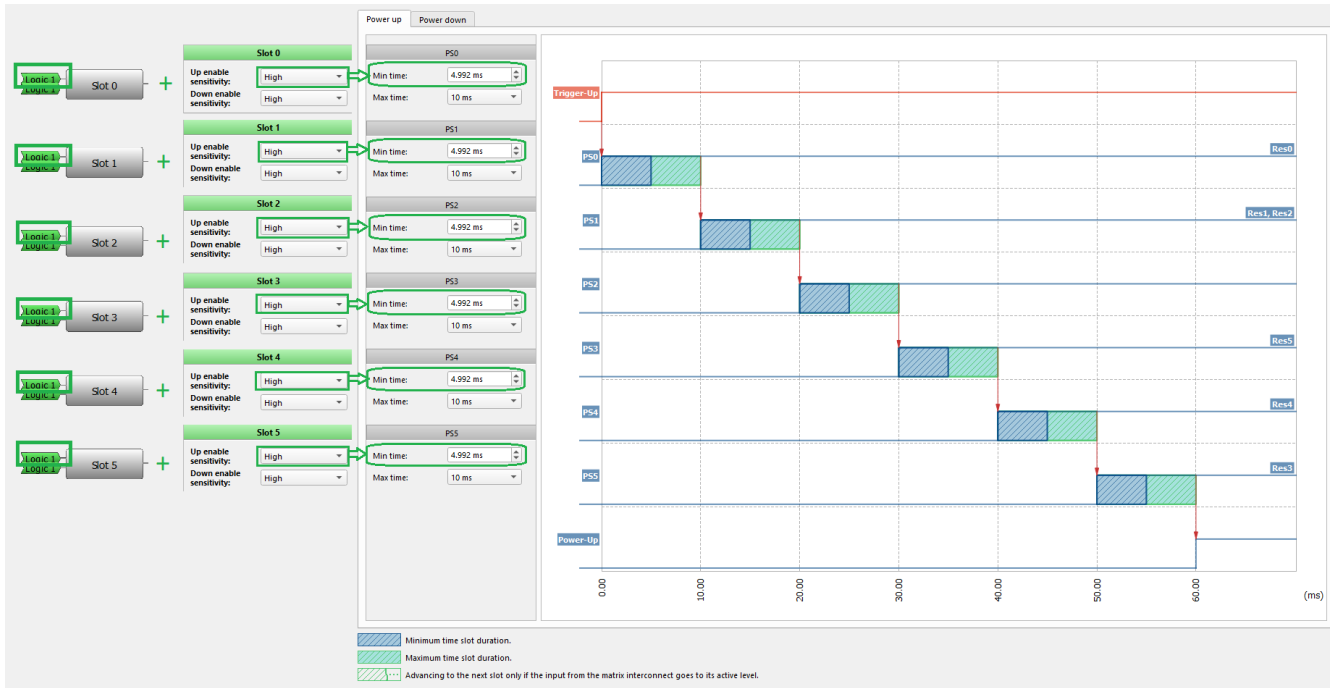 Power up
Power down
Slot 0
Logic 1
Logic 1
Slot 0
+
Up enable
sensitivity:
High
Down enable
sensitivity:
High
PS0
Min time:
4.992 ms
Max time:
10 ms
Slot 1
Logic 1
Logic 1
Slot 1
+
Up enable
sensitivity:
High
Down enable
sensitivity:
High
PS1
Min time:
4.992 ms
Max time:
10 ms
Slot 2
Logic 1
Logic 1
Slot 2
+
Up enable
sensitivity:
High
Down enable
sensitivity:
High
PS2
Min time:
4.992 ms
Max time:
10 ms
Slot 3
Logic 1
Logic 1
Slot 3
+
Up enable
sensitivity:
High
Down enable
sensitivity:
High
PS3
Min time:
4.992 ms
Max time:
10 ms
Slot 4
Logic 1
Logic 1
Slot 4
+
Up enable
sensitivity:
High
Down enable
sensitivity:
High
PS4
Min time:
4.992 ms
Max time:
10 ms
Slot 5
Logic 1
Logic 1
Slot 5
+
Up enable
sensitivity:
High
Down enable
sensitivity:
High
PS5
Min time:
4.992 ms
Max time:
10 ms
Trigger-Up
PS0
Res0
PS1
Res1, Res2
PS2
PS3
Res5
PS4
Res4
PS5
Res3
Power-Up
0.00
10.00
20.00
30.00
40.00
50.00
60.00
(ms)
Minimum time slot duration.
Maximum time slot duration.
Advancing to the next slot only if the input from the matrix interconnect goes to its active level.